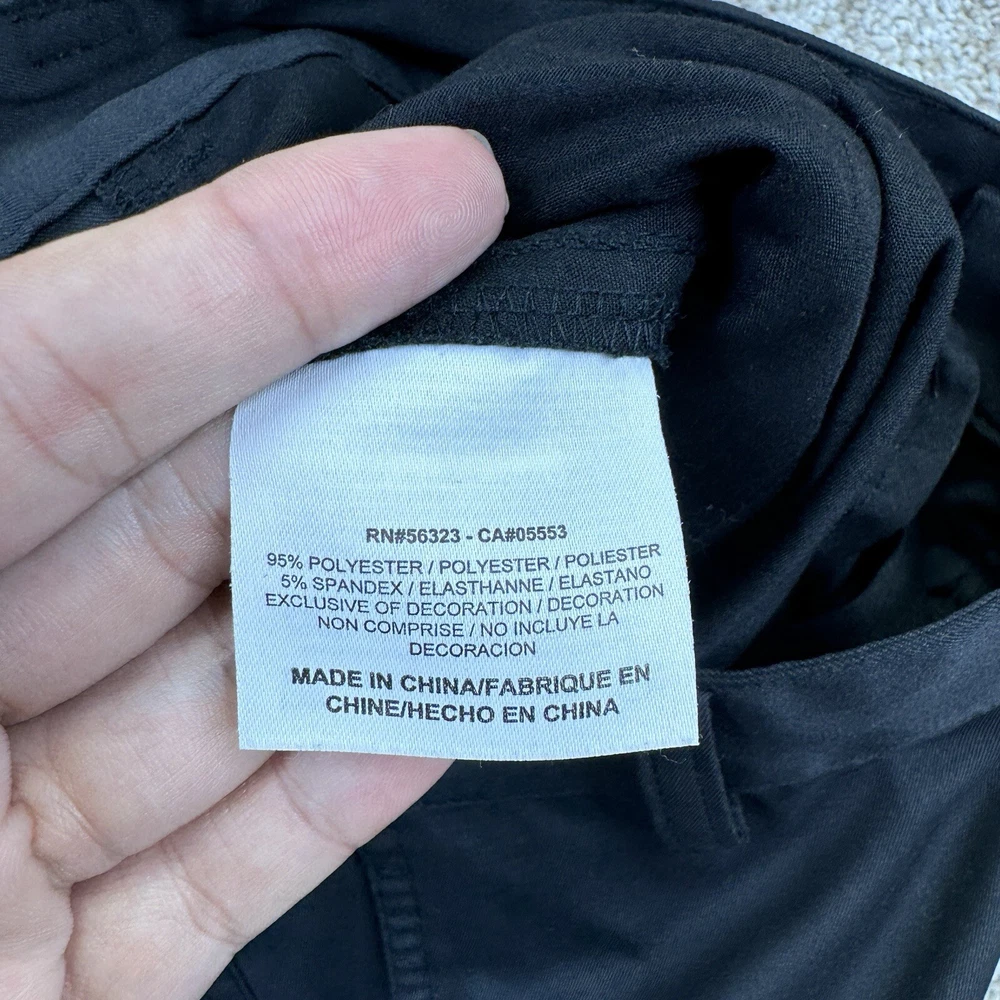 RN#56323 - CA#05553
95% POLYESTER / POLYESTER / POLIESTER
5% SPANDEX / ELASTHANNE / ELASTANO
EXCLUSIVE OF DECORATION / DECORATION
NON COMPRISE / NO INCLUYE LA
DECORACION
MADE IN CHINA/FABRIQUE EN
CHINE/HECHO EN CHINA